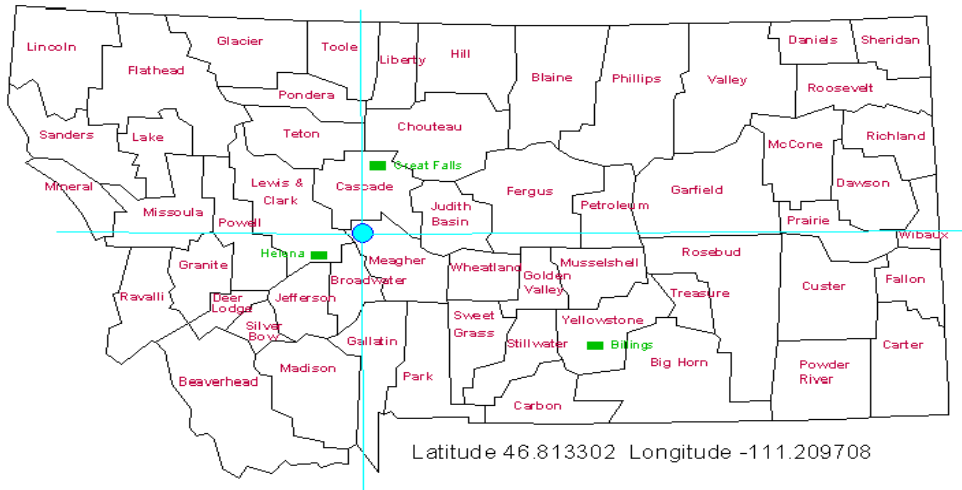 Lincoln
Flathead
Glacier
Toole
Liberty
Hill
Blaine
Phillips
Valley
Daniels
Sheridan
Roosevelt
Pondera
Teton
Chouteau
Sanders
Lake
McCone
Richland
Mineral
Missoula
Powell
Lewis &
Clark
Cascade
Great Falls
Judith
Basin
Fergus
Petroleum
Garfield
Dawson
Prairie
Wibaux
Helena
Granite
Meagher
Broadwater
Wheatland
Golden
Valley
Musselshell
Rosebud
Treasure
Custer
Fallon
Ravalli
Deer
Lodge
Jefferson
Silver
Bow
Gallatin
Sweet
Grass
Stillwater
Yellowstone
Billings
Big Horn
Powder
River
Carter
Beaverhead
Madison
Park
Carbon
Latitude 46.813302 Longitude -111.209708